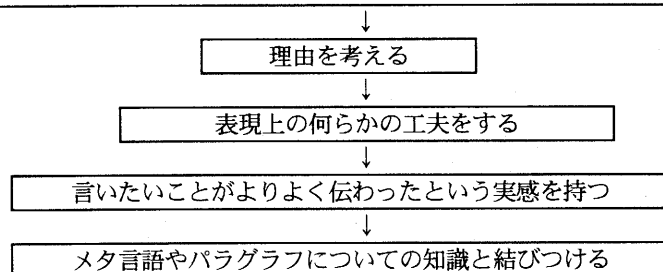 理由を考える
表現上の何らかの工夫をする
言いたいことがよりよく伝わったという実感を持つ
メタ言語やパラグラフについての知識と結びつける